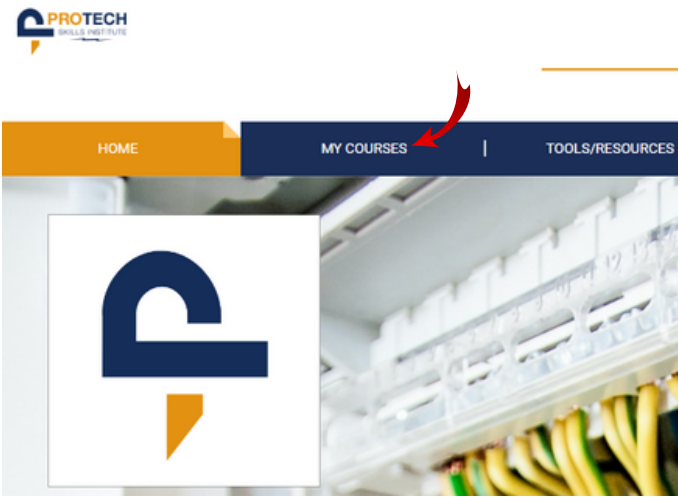 PROTECH
SKILLS INSTITUTE
HOME
MY COURSES
|
TOOLS/RESOURCES